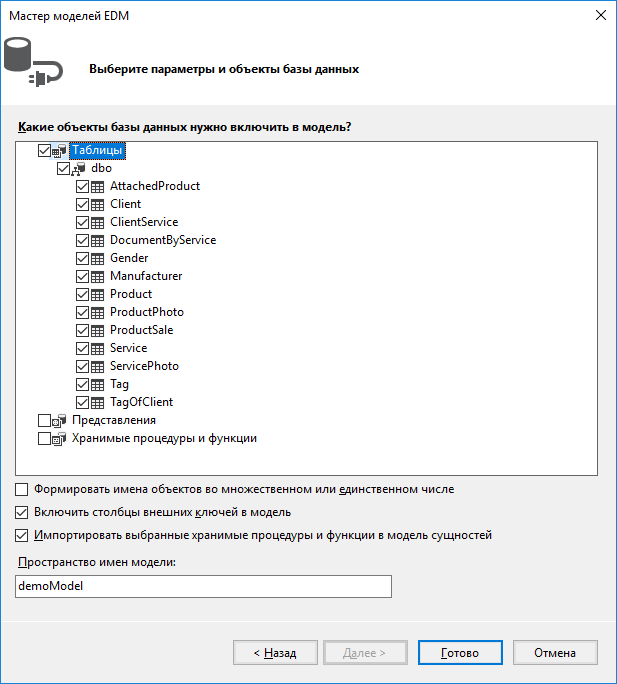 Мастер моделей EDM
Выберите параметры и объекты базы данных
Какие объекты базы данных нужно включить в модель?
Таблицы
dbo
AttachedProduct
Client
ClientService
DocumentByService
Gender
Manufacturer
Product
ProductPhoto
ProductSale
Service
ServicePhoto
Tag
TagOfClient
Представления
Хранимые процедуры и функции
Формировать имена объектов во множественном или единственном числе
Включить столбцы внешних ключей в модель
Импортировать выбранные хранимые процедуры и функции в модель сущностей
Пространство имен модели:
demoModel
< Назад Далее > Готово Отмена